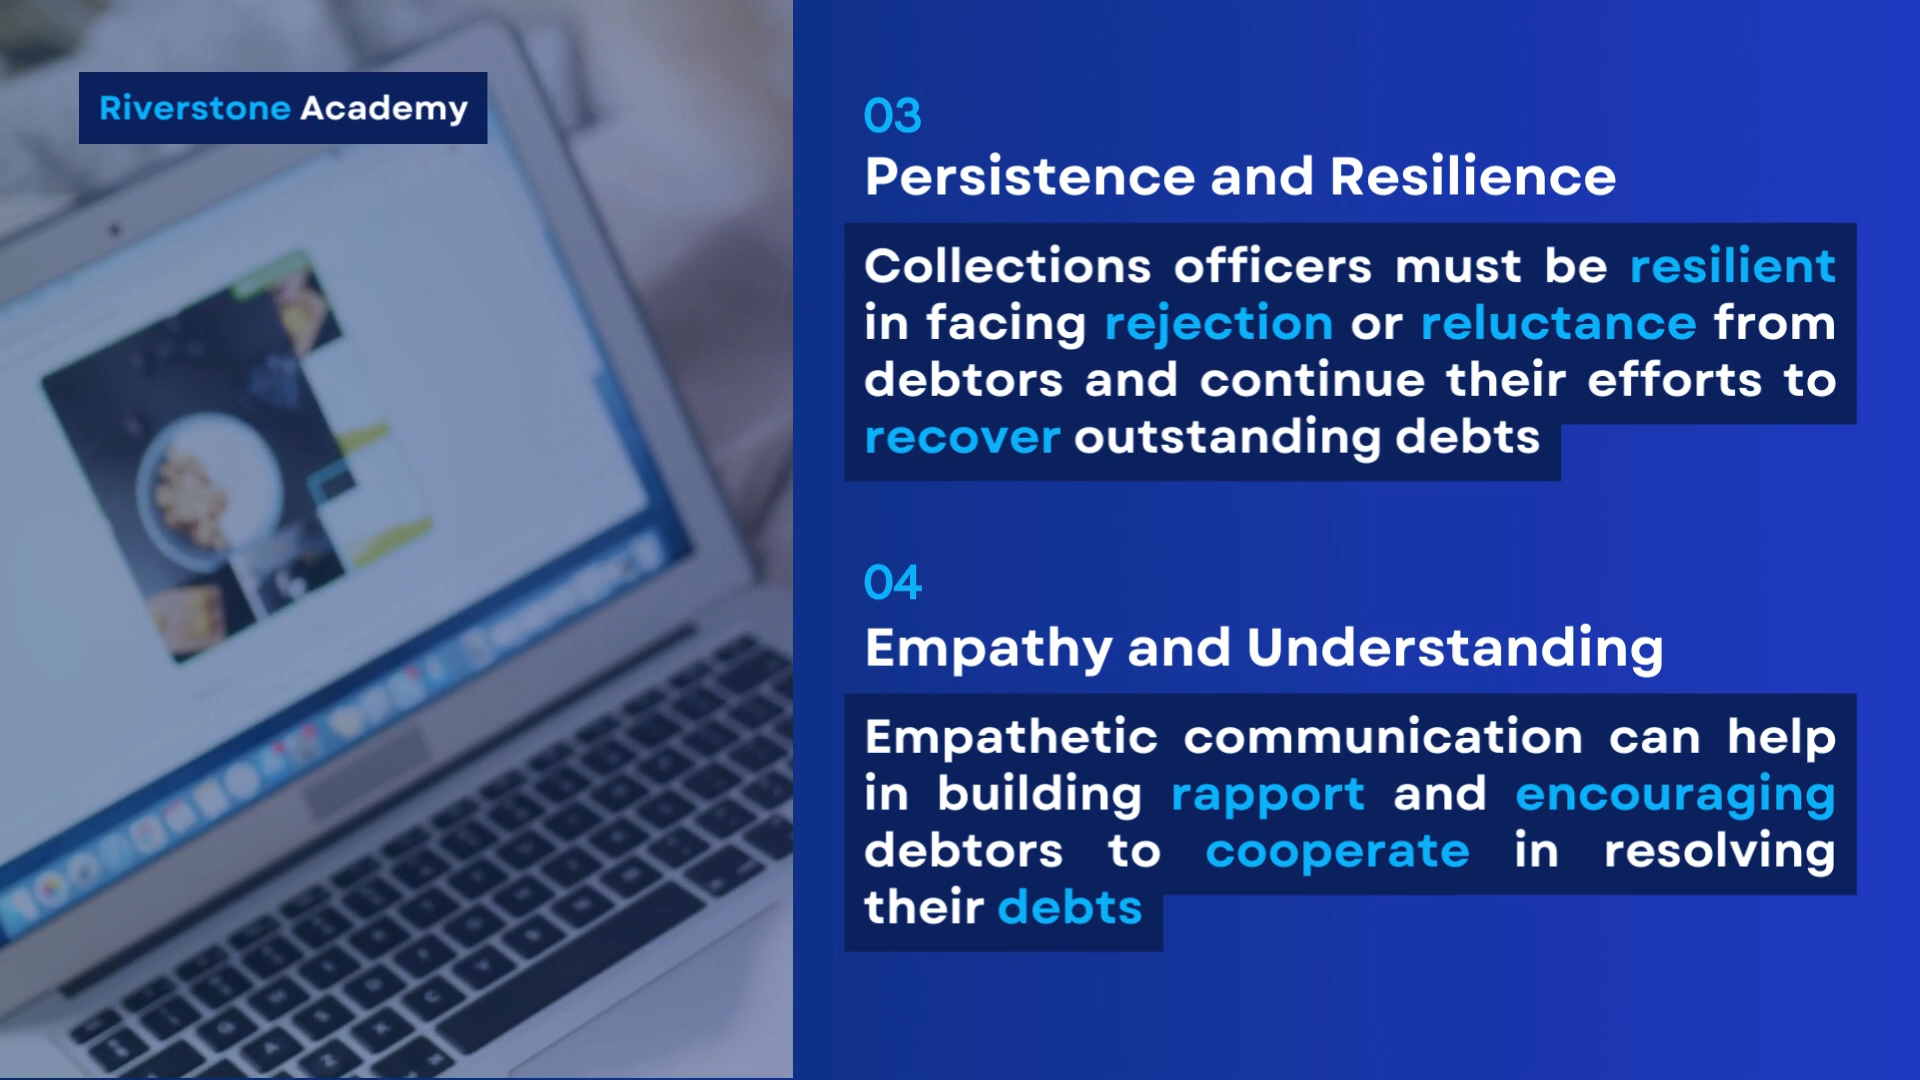 Riverstone Academy
03
Persistence and Resilience
Collections officers must be resilient
in facing rejection or reluctance from
debtors and continue their efforts to
recover outstanding debts
04
Empathy and Understanding
Empathetic communication can help
in building rapport and encouraging
debtors to cooperate in resolving
their debts